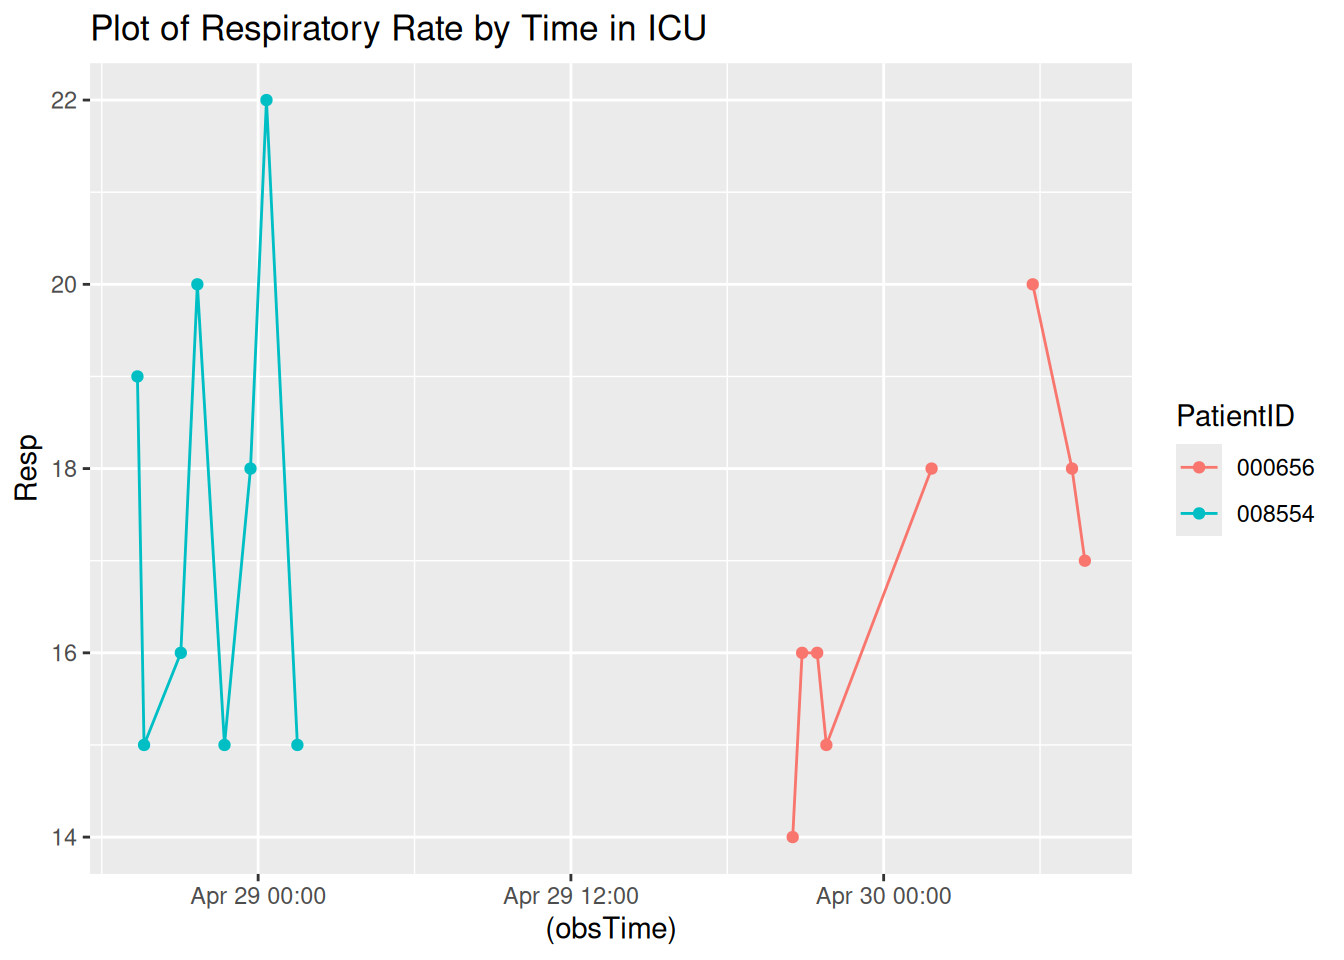 Plot of Respiratory Rate by Time in ICU
Resp
22
20
18
16
14
Apr 29 00:00
Apr 29 12:00
Apr 30 00:00
(obsTime)
PatientID
000656
008554